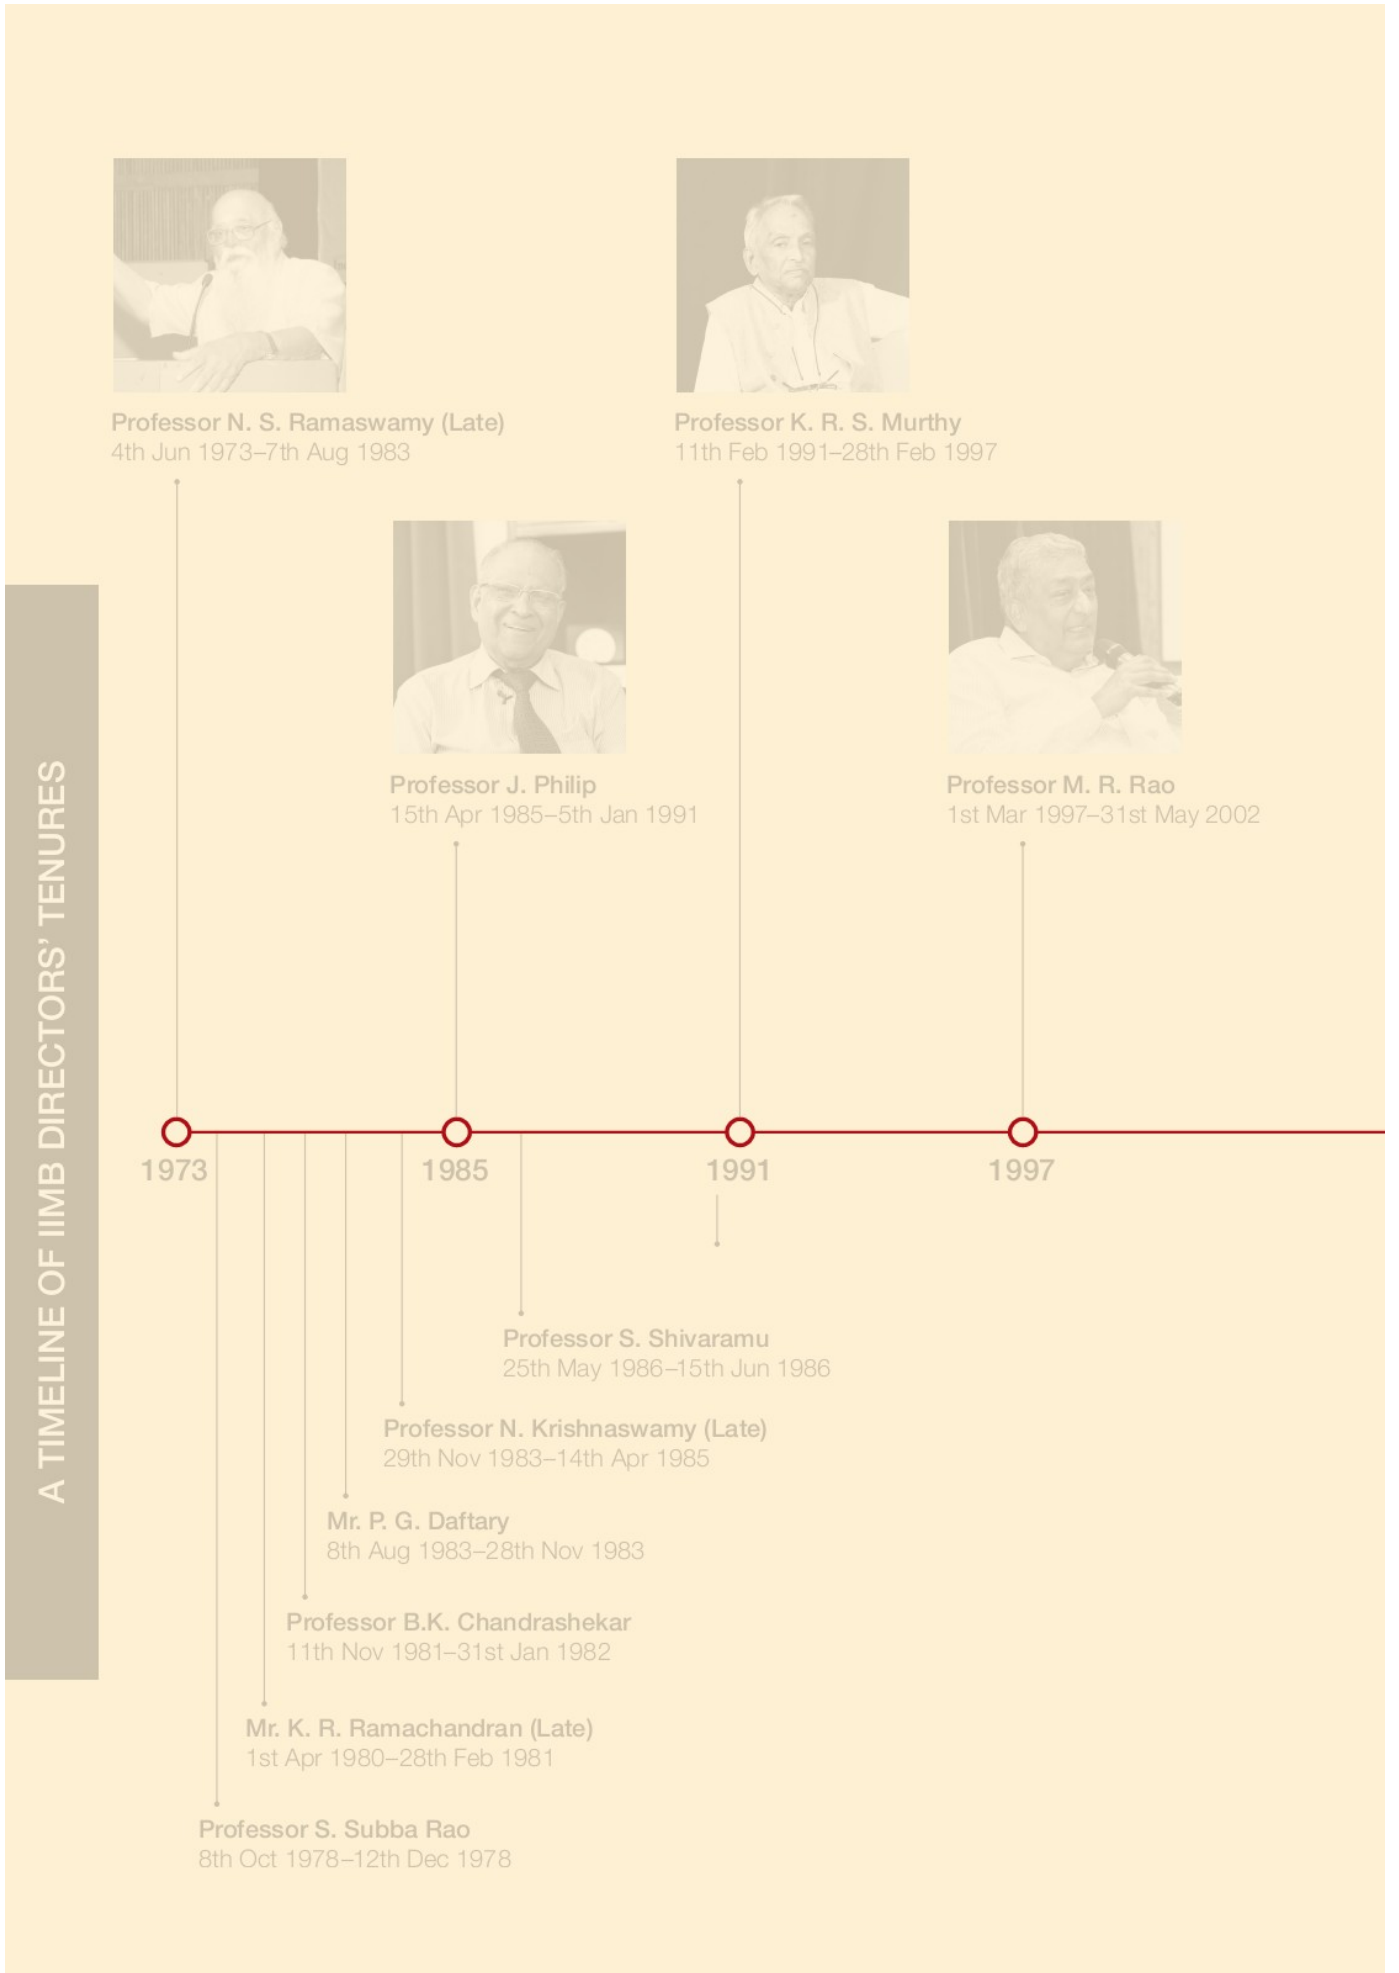 A TIMELINE OF IIMB DIRECTORS' TENURES
Professor N. S. Ramaswamy (Late)
4th Jun 1973–7th Aug 1983
Professor K. R. S. Murthy
11th Feb 1991–28th Feb 1997
Professor J. Philip
15th Apr 1985–5th Jan 1991
Professor M. R. Rao
1st Mar 1997–31st May 2002
1973
1985
1991
1997
Professor S. Shivaramu
25th May 1986–15th Jun 1986
Professor N. Krishnaswamy (Late)
29th Nov 1983–14th Apr 1985
Mr. P. G. Daftary
8th Aug 1983–28th Nov 1983
Professor B.K. Chandrashekar
11th Nov 1981–31st Jan 1982
Mr. K. R. Ramachandran (Late)
1st Apr 1980–28th Feb 1981
Professor S. Subba Rao
8th Oct 1978–12th Dec 1978